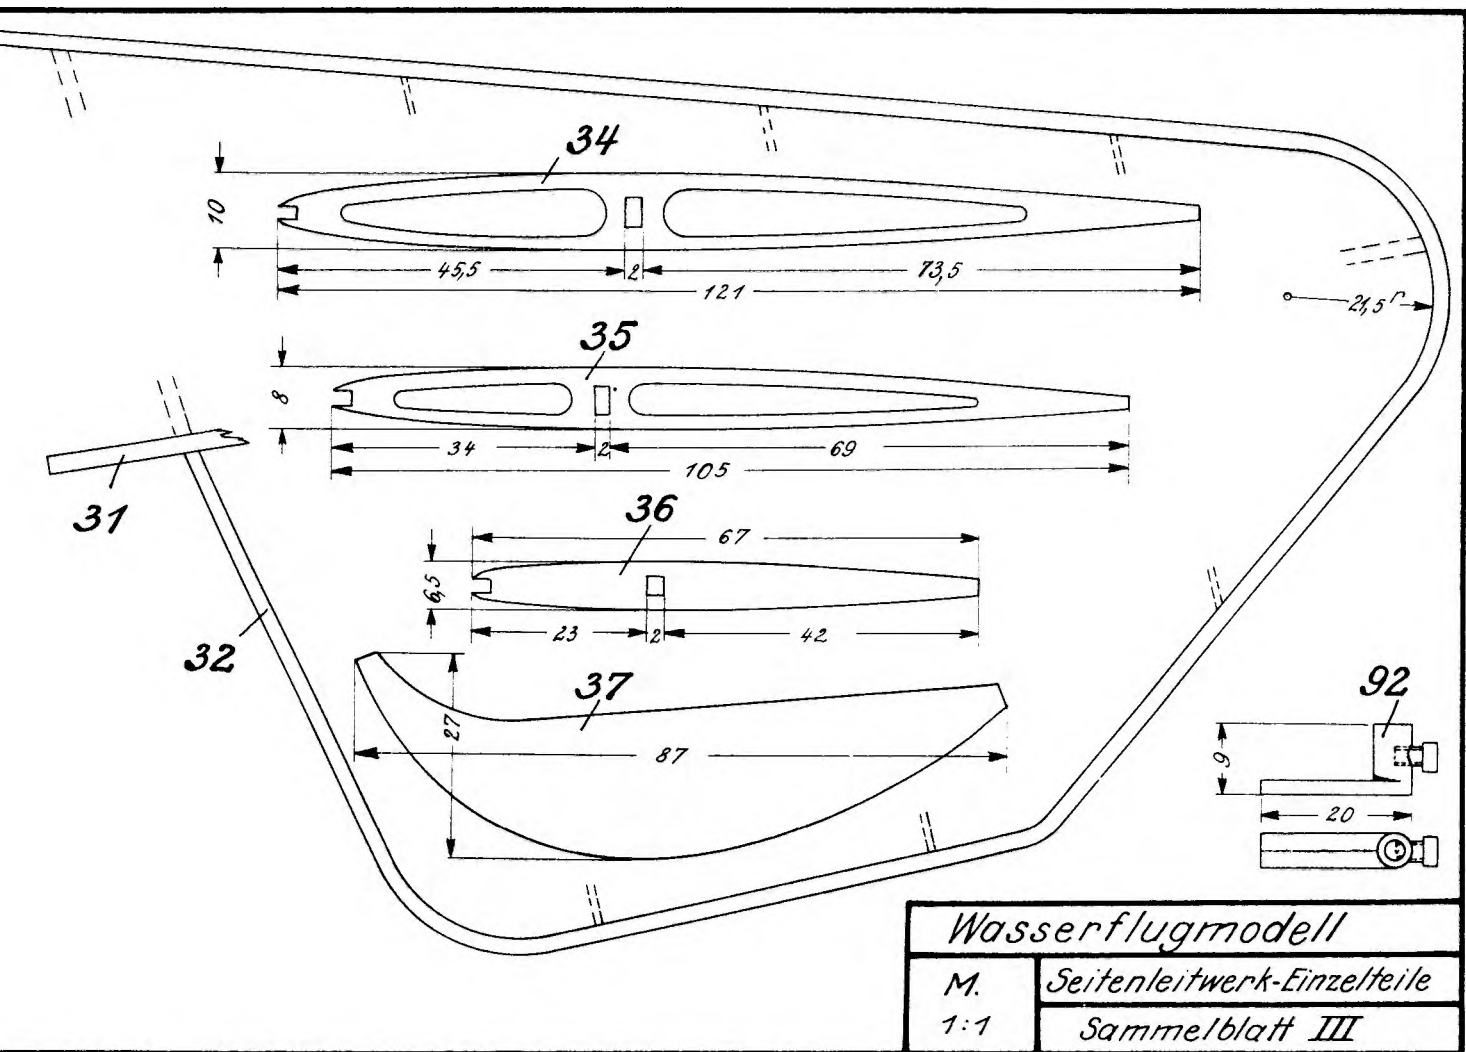 34
10
45,5 2 73,5
121
21,5 r
35
8
34 2 69
105
31
36
67
6,5
23 2 42
32
37
27
87
92
9
20
Wasserflugmodell
M.
1:1
Seitenleitwerk-Einzelteile
Sammelblatt III